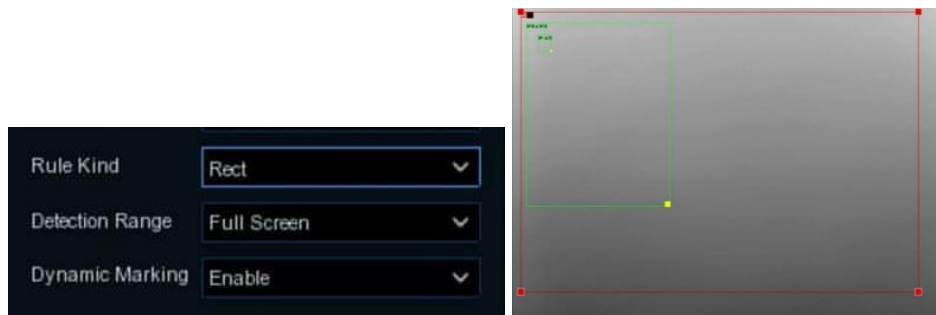 Rule Kind
Rect
Detection Range
Full Screen
Dynamic Marking
Enable